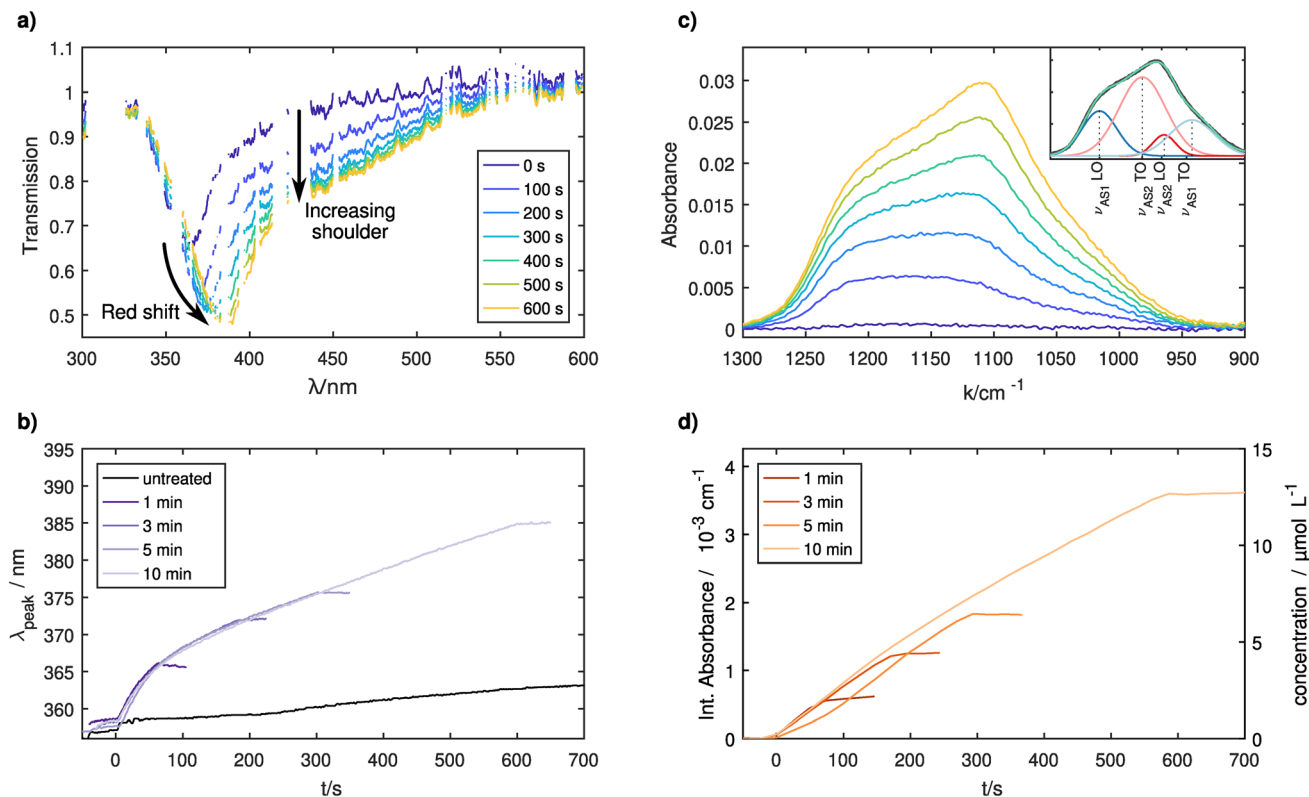 a)
1.1
1
0.9
0.8
0.7
0.6
0.5
Transmission
300
350
400
450
500
550
600
λ/nm
Red shift
Increasing
shoulder
0 s
100 s
200 s
300 s
400 s
500 s
600 s
c)
0.03
0.025
0.02
0.015
0.01
0.005
0
Absorbance
1300
1250
1200
1150
1100
1050
1000
950
900
k/cm -1
LO
TO
LO
TO
νAS1
νAS2
νAS2
νAS1
b)
395
390
385
380
375
370
365
360
λpeak / nm
untreated
1 min
3 min
5 min
10 min
0
100
200
300
400
500
600
700
t/s
d)
4
3
2
1
0
Int. Absorbance / 10-3 cm-1
1 min
3 min
5 min
10 min
15
10
5
0
concentration / μmol L-1
0
100
200
300
400
500
600
700
t/s